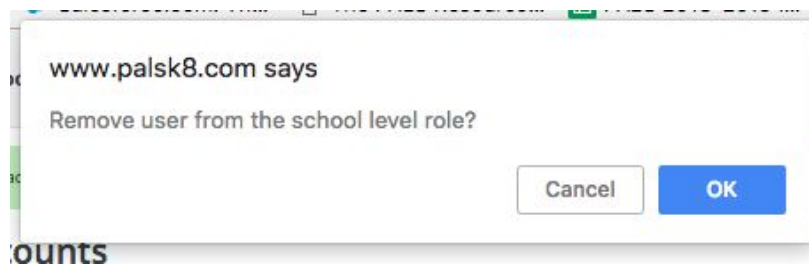 www.palsk8.com says
Remove user from the school level role?
Cancel
OK
ounts